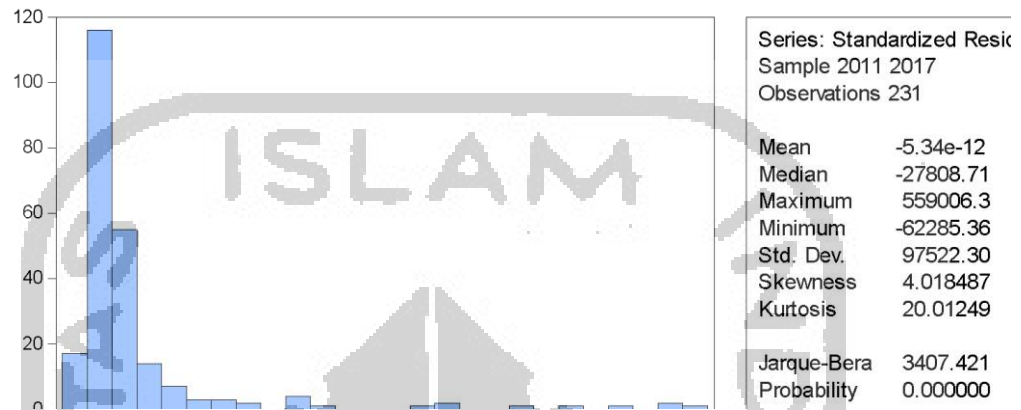 120
100
80
60
40
20
0
ISLAM
Series: Standardized Resid
Sample 2011 2017
Observations 231
Mean -5.34e-12
Median -27808.71
Maximum 559006.3
Minimum -62285.36
Std. Dev. 97522.30
Skewness 4.018487
Kurtosis 20.01249
Jarque-Bera 3407.421
Probability 0.000000